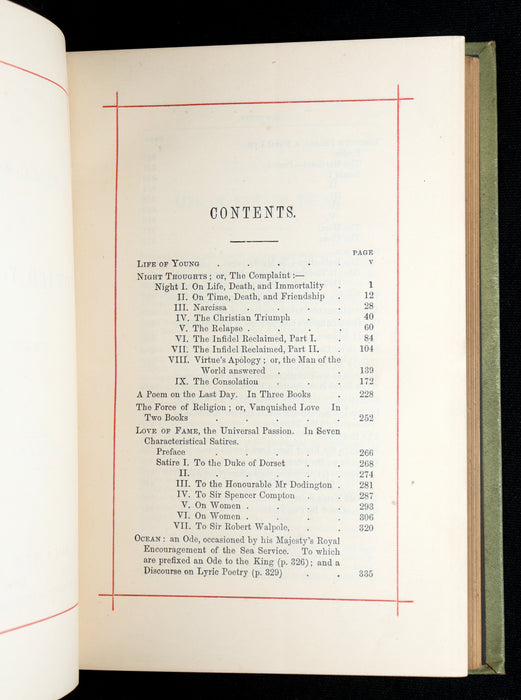 CONTENTS.
PAGE
LIFE OF YOUNG . . . . . v
NIGHT THOUGHTS; or, The Complaint:—
Night I. On Life, Death, and Immortality . . 1
II. On Time, Death, and Friendship . 12
III. Narcissa . . . . 28
IV. The Christian Triumph . . 40
V. The Relapse . . . . 60
VI. The Infidel Reclaimed, Part I. . . 84
VII. The Infidel Reclaimed, Part II. . . 104
VIII. Virtue's Apology; or, the Man of the
World answered . . . 139
IX. The Consolation . . . 172
A Poem on the Last Day. In Three Books . . 228
The Force of Religion; or, Vanquished Love In
Two Books . . . . 252
LOVE OF FAME, the Universal Passion. In Seven
Characteristical Satires.
Preface . . . . 266
Satire I. To the Duke of Dorset . . 268
II. . . . . 274
III. To the Honourable Mr Dodington . 281
IV. To Sir Spencer Compton . . 287
V. On Women . . . . 293
VI. On Women . . . . 306
VII. To Sir Robert Walpole, . . 320
OCEAN: an Ode, occasioned by his Majesty's Royal
Encouragement of the Sea Service. To which
are prefixed an Ode to the King (p. 326); and a
Discourse on Lyric Poetry (p. 329) . . 335